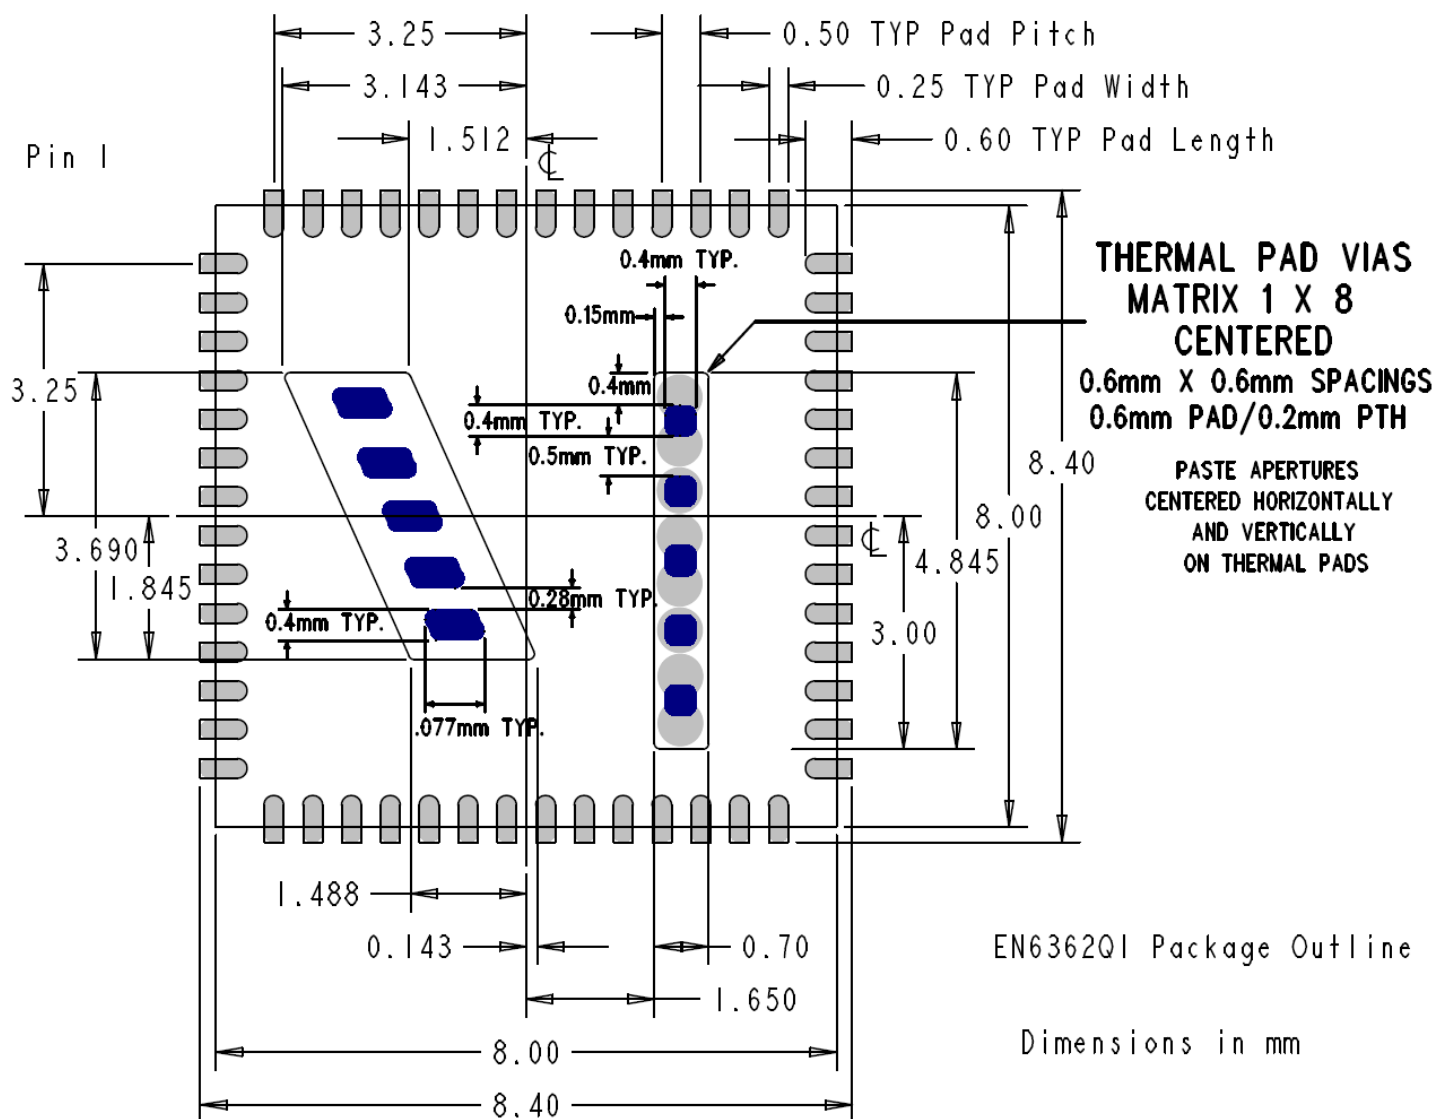 3.25
0.50 TYP Pad Pitch
3.143
0.25 TYP Pad Width
1.512
0.60 TYP Pad Length
Pin 1
℄
0.4mm TYP.
THERMAL PAD VIAS
MATRIX 1 X 8
CENTERED
0.6mm X 0.6mm SPACINGS
0.6mm PAD/0.2mm PTH
0.15mm
3.25
0.4mm
0.4mm TYP.
0.5mm TYP.
8.40
PASTE APERTURES
CENTERED HORIZONTALLY
AND VERTICALLY
ON THERMAL PADS
8.00
℄
3.690
4.845
1.845
0.28mm TYP.
0.4mm TYP.
3.00
.077mm TYP.
1.488
0.143
0.70
EN6362QI Package Outline
1.650
Dimensions in mm
8.00
8.40